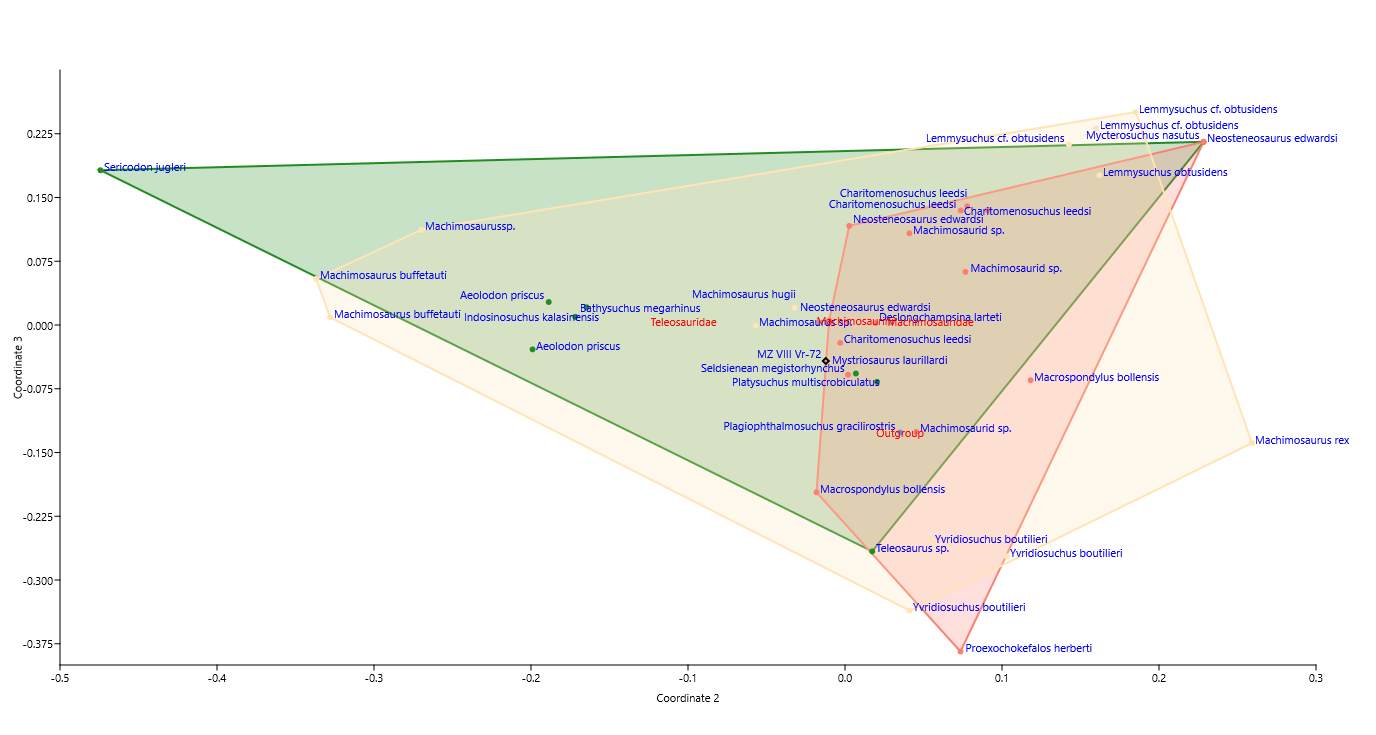 Lemmysuchus cf. obtusidens
0.225
Lemmysuchus cf. obtusidens
Lemmysuchus cf. obtusidens
Mycterosuchus nasutus
Neosteneosaurus edwardsi
Sericodon jugleri
Lemmysuchus obtusidens
0.150
Charitomenosuchus leedsi
Charitomenosuchus leedsi
Charitomenosuchus leedsi
Neosteneosaurus edwardsi
Machimosaurussp.
Machimosaurid sp.
0.075
Machimosaurus buffetauti
Machimosaurid sp.
Aeolodon priscus
Machimosaurus hugii
Bathysuchus megarhinus
Neosteneosaurus edwardsi
Machimosaurus buffetauti
Indosinosuchus kalasinensis
Deslongchampsina larteti
0.000
Teleosauridae
Machimosaurus sp.
Machimosauridae
Charitomenosuchus leedsi
Aeolodon priscus
MZ VIII Vr-72
Mystriosaurus laurillardi
Coordinate 3
Seldsienean megistorhynchus
-0.075
Platysuchus multiscrobiculatus
Macrospondylus bollensis
Plagiophthalmosuchus gracilirostris
Machimosaurid sp.
Outgroup
Machimosaurus rex
-0.150
Macrospondylus bollensis
-0.225
Yvridiosuchus boutilieri
Teleosaurus sp.
Yvridiosuchus boutilieri
-0.300
Yvridiosuchus boutilieri
-0.375
Proexochokefalos herberti
-0.5 -0.4 -0.3 -0.2 -0.1 0.0 0.1 0.2 0.3
Coordinate 2